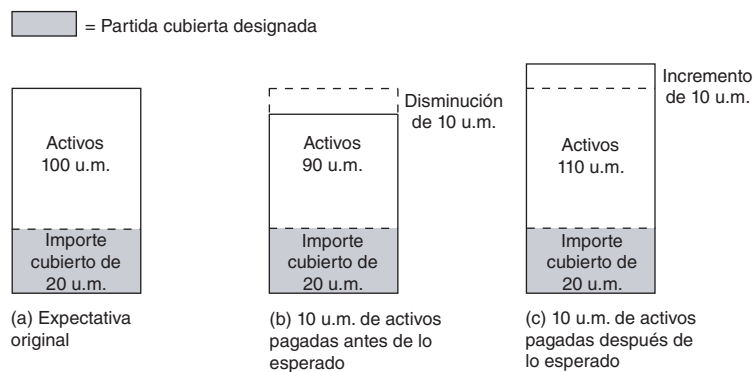 = Partida cubierta designada
Activos
100 u.m.
Importe
cubierto de
20 u.m.
(a) Expectativa
original
Disminución
de 10 u.m.
Activos
90 u.m.
Importe
cubierto de
20 u.m.
(b) 10 u.m. de activos
pagadas antes de lo
esperado
Incremento
de 10 u.m.
Activos
110 u.m.
Importe
cubierto de
20 u.m.
(c) 10 u.m. de activos
pagadas después de
lo esperado